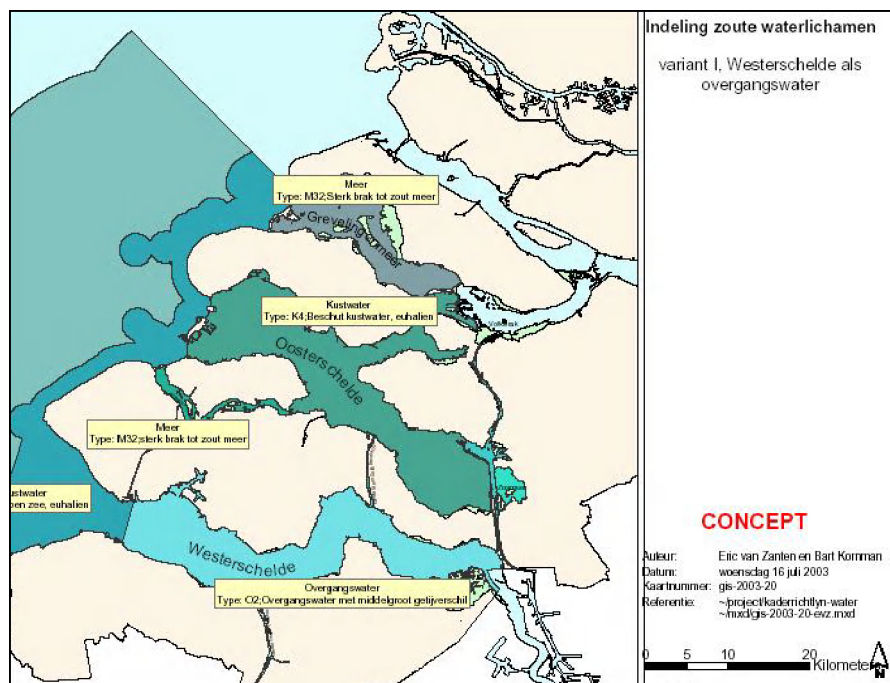 Indeling zoute waterlichamen
variant I, Westerschelde als
overgangswater
Meer
Type: M32;Sterk brak tot zout meer
Grevelingenmeer
Kustwater
Type: K4;Beschut kustwater, euhalien
Volkerak
Oosterschelde
Meer
Type: M32;sterk brak tot zout meer
ustwater
pen zee, euhalien
Westerschelde
Overgangswater
Type: O2;Overgangswater met middelgroot getijverschil
CONCEPT
Auteur: Eric van Zanten en Bart Kornman
Datum: woensdag 16 juli 2003
Kaartnummer: gis-2003-20
Referentie: ~/project/kaderrichtlyn-water
~/mxd/gis-2003-20-evz.mxd
0 5 10 20
Kilometers
N